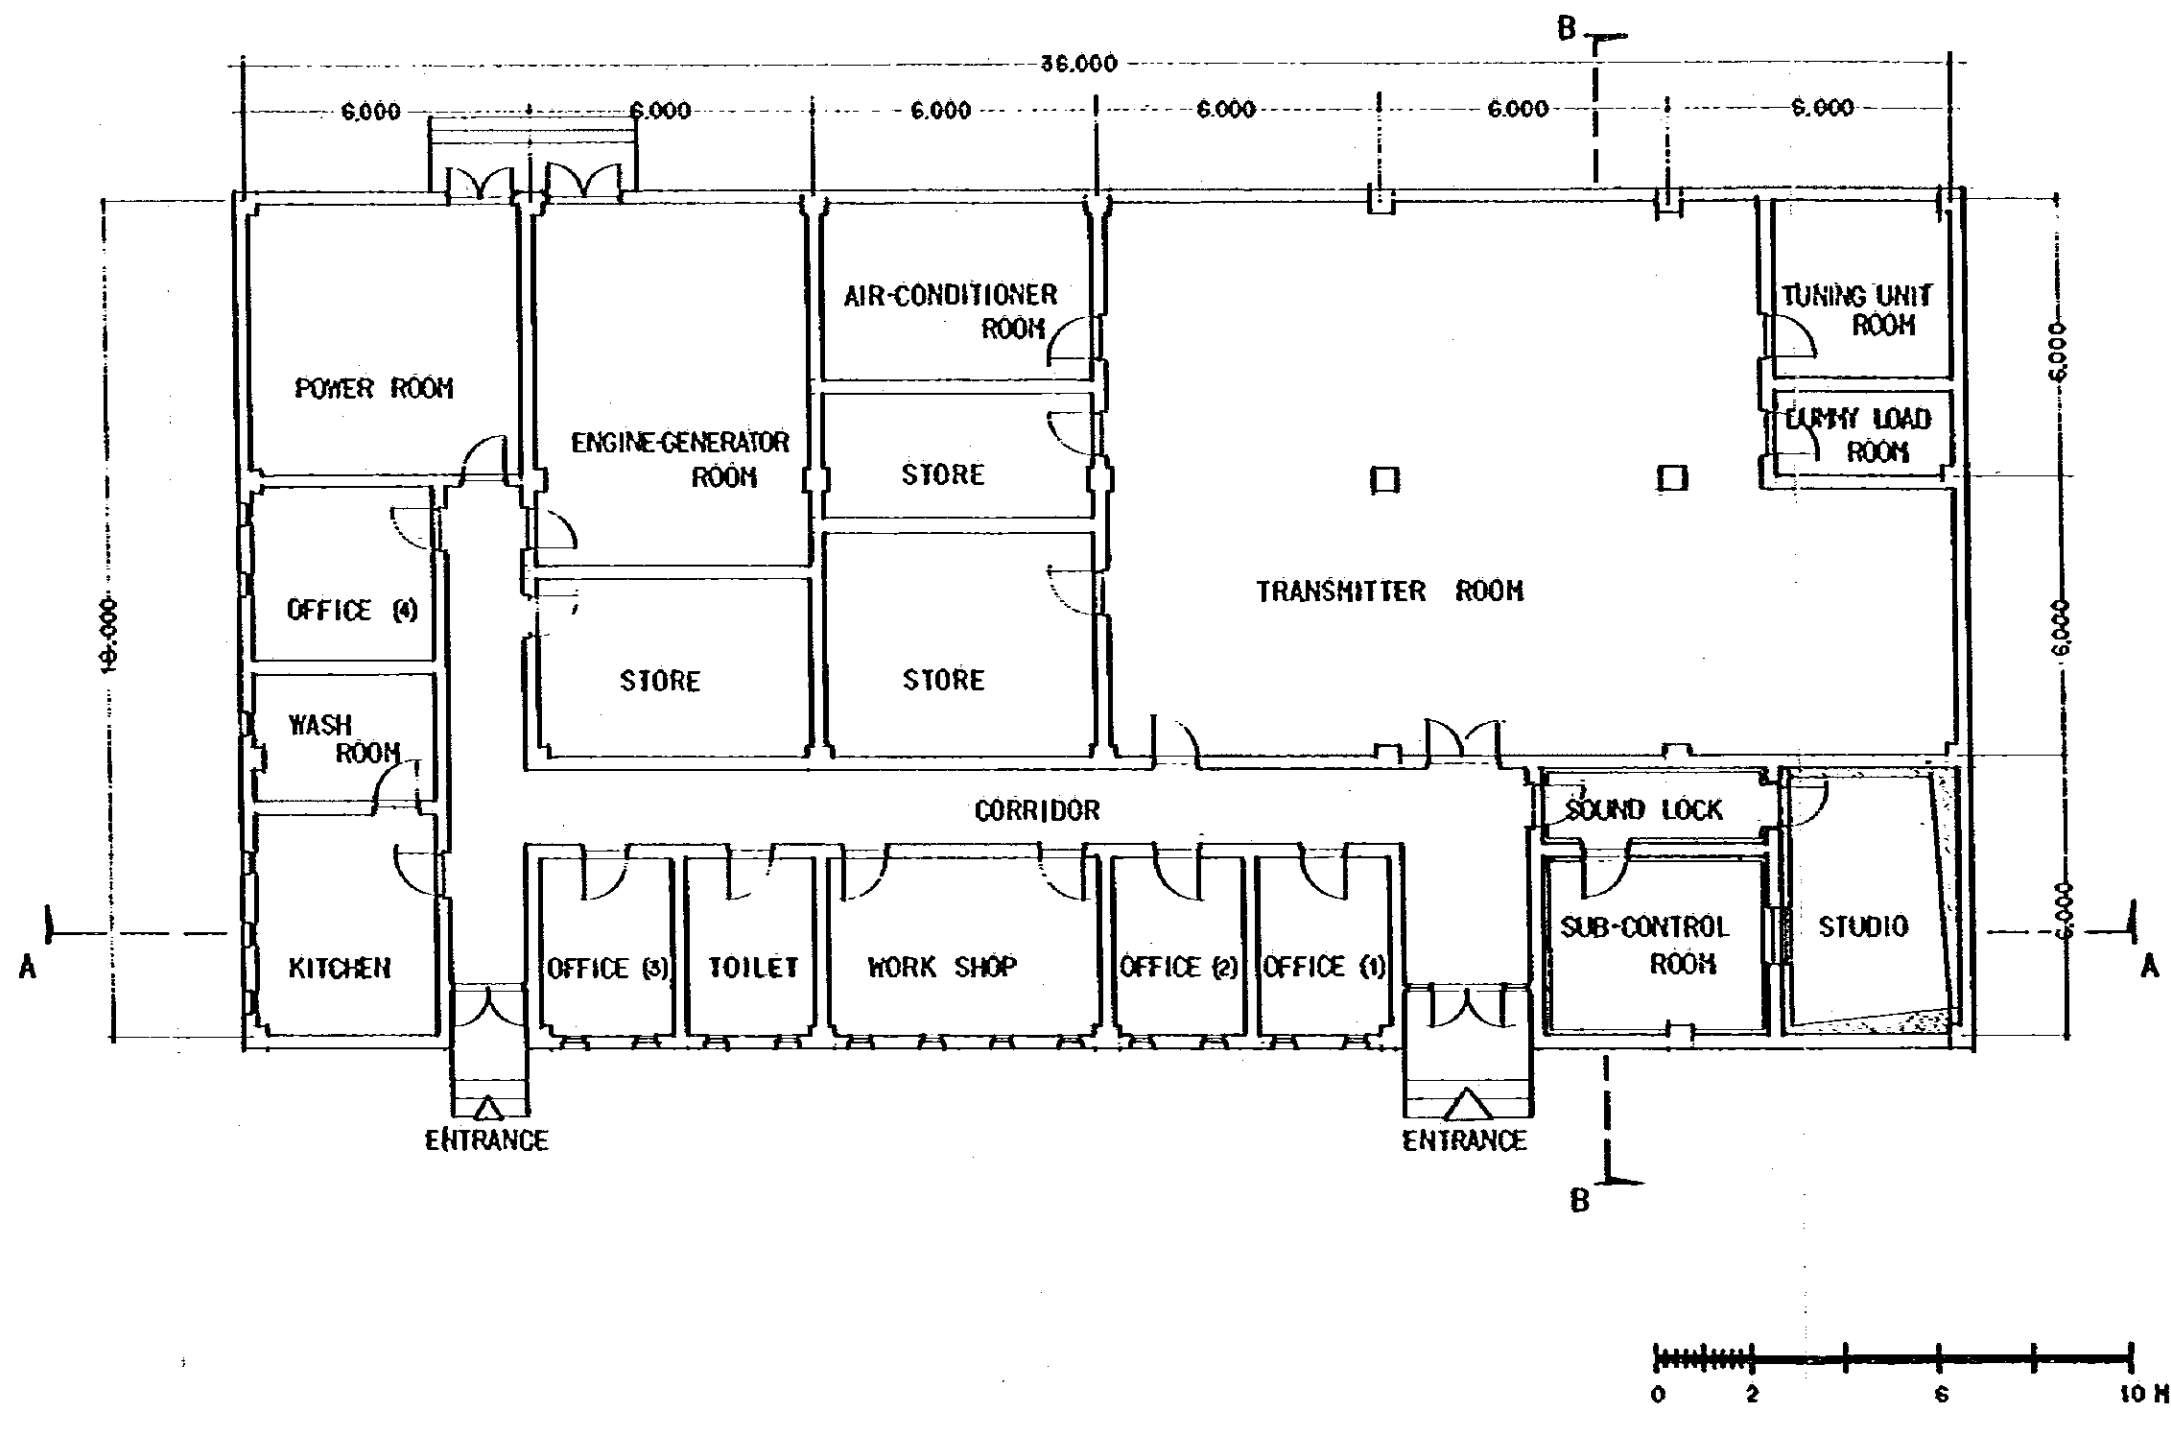 B
36.000
6.000 6.000 6.000 6.000 6.000 6.000
AIR-CONDITIONER
ROOM
TUNING UNIT
ROOM
6.000
POWER ROOM
DUMMY LOAD
ROOM
ENGINE-GENERATOR
ROOM
STORE
TRANSMITTER ROOM
OFFICE (4)
18.000
6.000
STORE
STORE
WASH
ROOM
CORRIDOR
SOUND LOCK
6.000
SUB-CONTROL
ROOM
STUDIO
A
KITCHEN
OFFICE (3)
TOILET
WORK SHOP
OFFICE (2)
OFFICE (1)
A
ENTRANCE
ENTRANCE
B
0 2 6 10 M